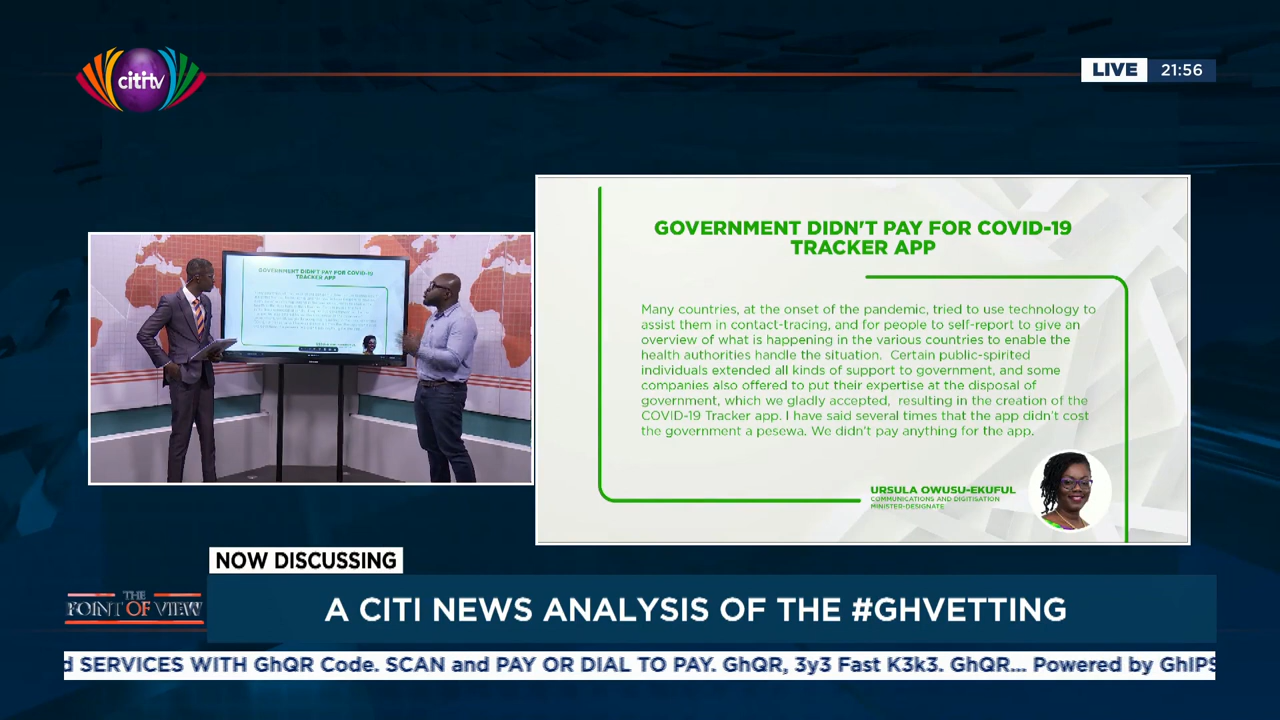 citi tv
LIVE 21:56
GOVERNMENT DIDN'T PAY FOR COVID-19
TRACKER APP
GOVERNMENT DIDN'T PAY FOR COVID-19
TRACKER APP
Many countries, at the onset of the pandemic, tried to use technology to
assist them in contact-tracing, and for people to self-report to give an
overview of what is happening in the various countries to enable the
health authorities handle the situation. Certain public-spirited
individuals extended all kinds of support to government, and some
companies also offered to put their expertise at the disposal of
government, which we gladly accepted, resulting in the creation of the
COVID-19 Tracker app. I have said several times that the app didn't cost
the government a pesewa. We didn't pay anything for the app.
URSULA OWUSU-EKUFUL
COMMUNICATIONS AND DIGITISATION
MINISTER-DESIGNATE
NOW DISCUSSING
THE
POINT OF VIEW
A CITI NEWS ANALYSIS OF THE #GHVETTING
d SERVICES WITH GhQR Code. SCAN and PAY OR DIAL TO PAY. GhQR, 3y3 Fast K3k3. GhQR... Powered by GhIPS